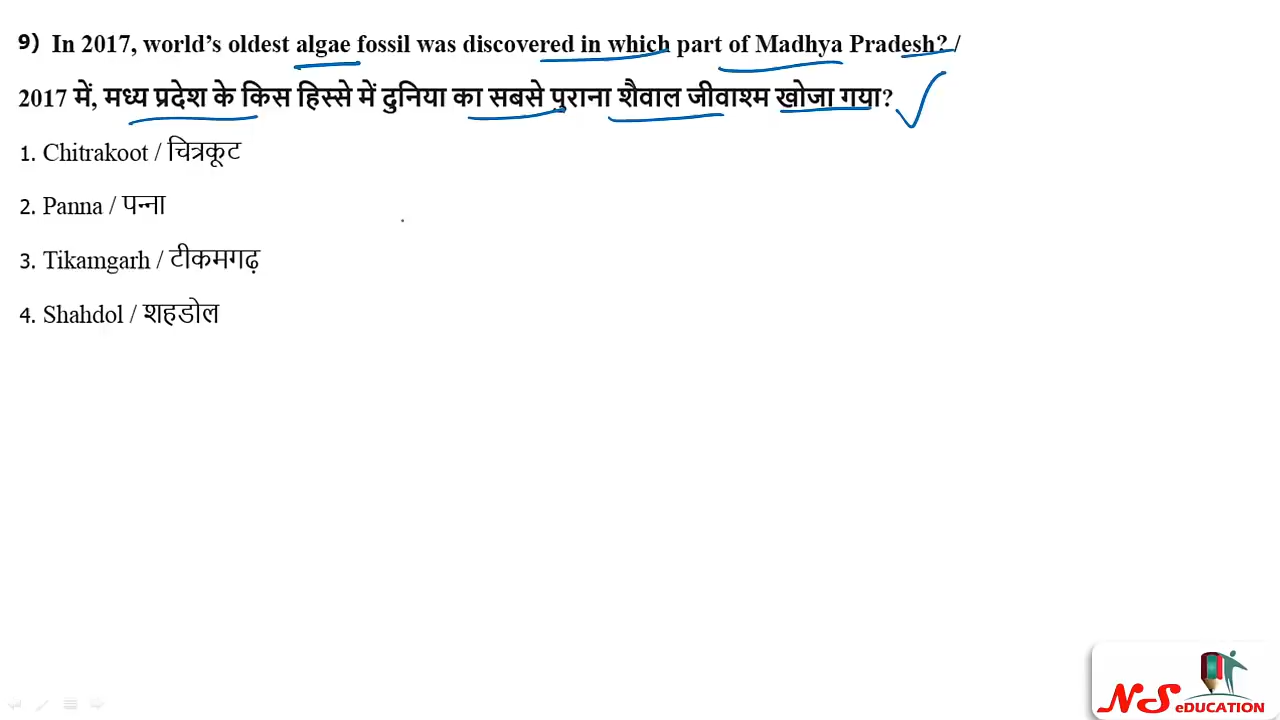 9) In 2017, world's oldest algae fossil was discovered in which part of Madhya Pradesh? /
2017 में, मध्य प्रदेश के किस हिस्से में दुनिया का सबसे पुराना शैवाल जीवाश्म खोजा गया?
1. Chitrakoot / चित्रकूट
2. Panna / पन्ना
3. Tikamgarh / टीकमगढ़
4. Shahdol / शहडोल
NS eDUCATION